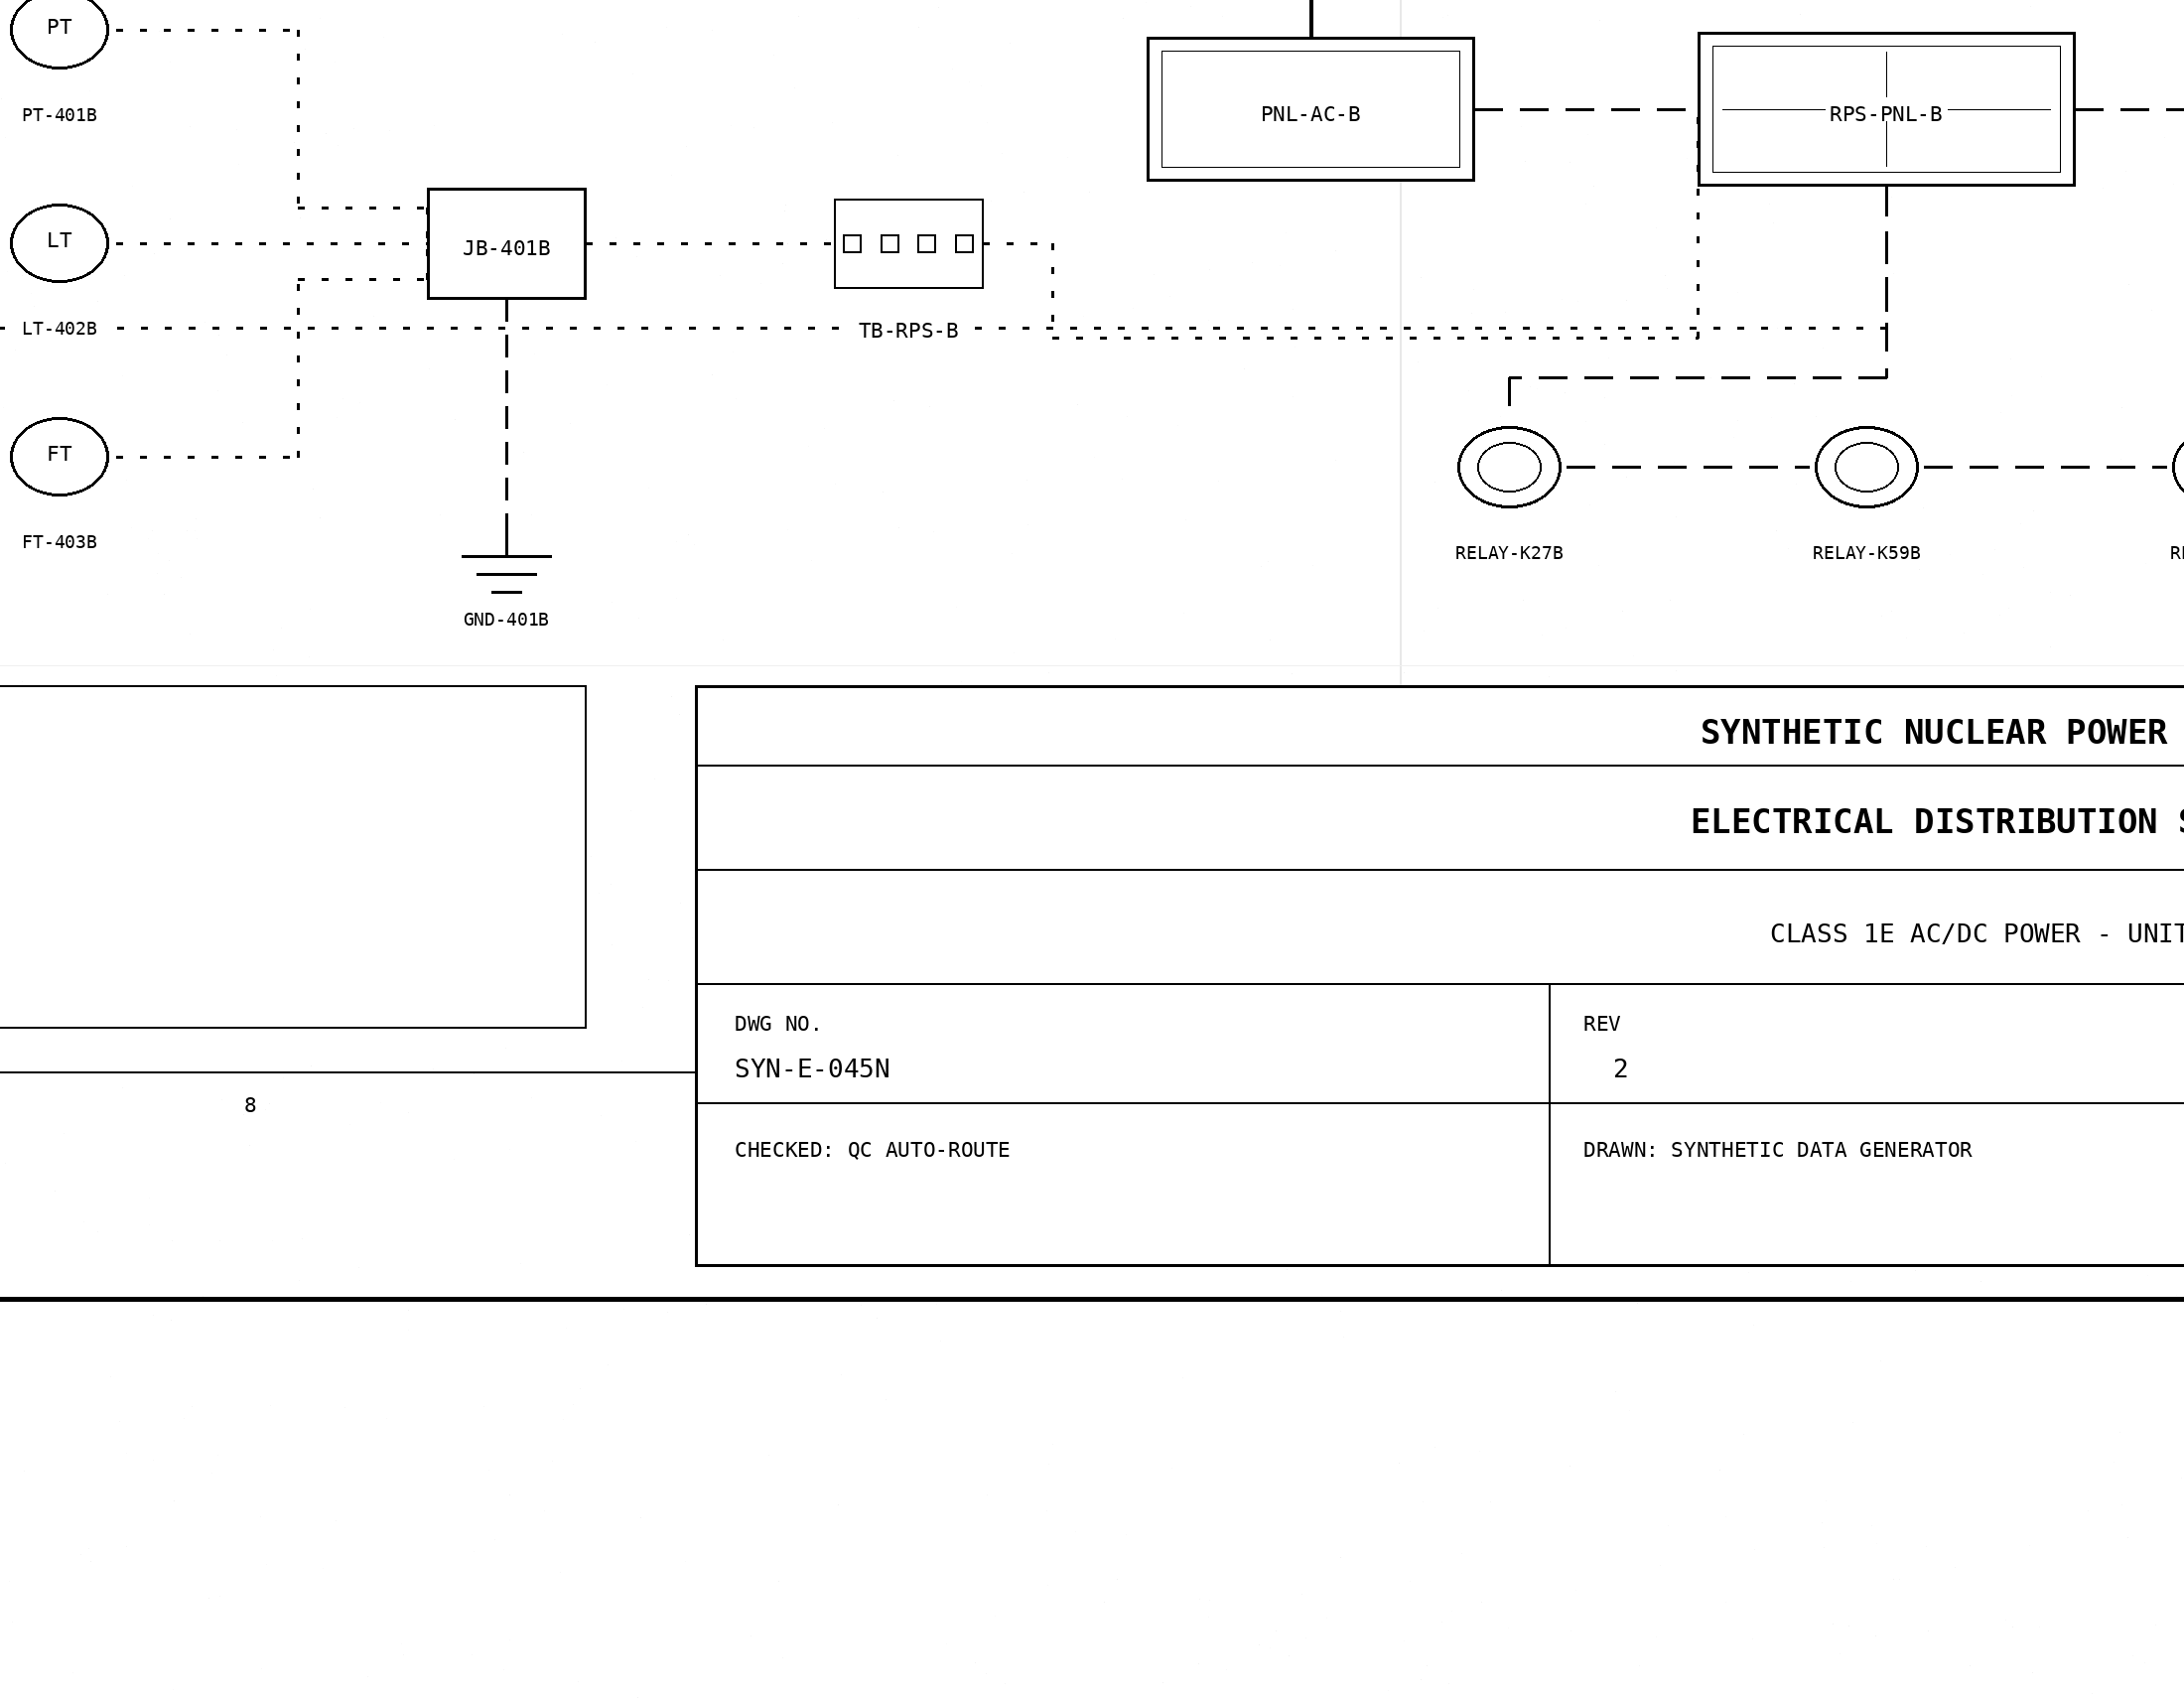 PT
PT-401B
PNL-AC-B
RPS-PNL-B
LT
JB-401B
LT-402B
TB-RPS-B
FT
FT-403B
RELAY-K27B
RELAY-K59B
GND-401B
SYNTHETIC NUCLEAR POWER
ELECTRICAL DISTRIBUTION
CLASS 1E AC/DC POWER - UNIT
DWG NO.
REV
SYN-E-045N
2
8
CHECKED: QC AUTO-ROUTE
DRAWN: SYNTHETIC DATA GENERATOR